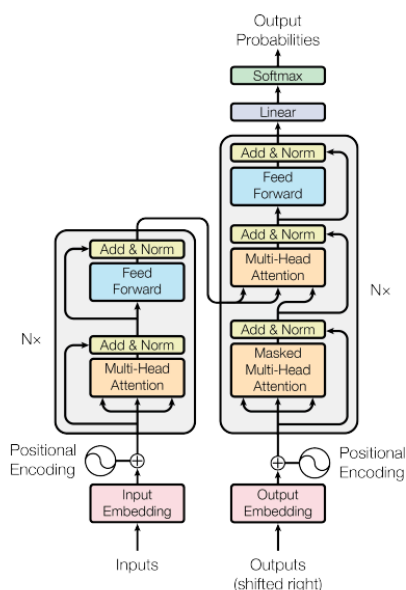 Output
Probabilities
Softmax
Linear
Add & Norm
Feed
Forward
Add & Norm
Multi-Head
Attention
Add & Norm
Masked
Multi-Head
Attention
N×
Positional
Encoding
Output
Embedding
Outputs
(shifted right)
Add & Norm
Feed
Forward
N×
Add & Norm
Multi-Head
Attention
Positional
Encoding
Input
Embedding
Inputs